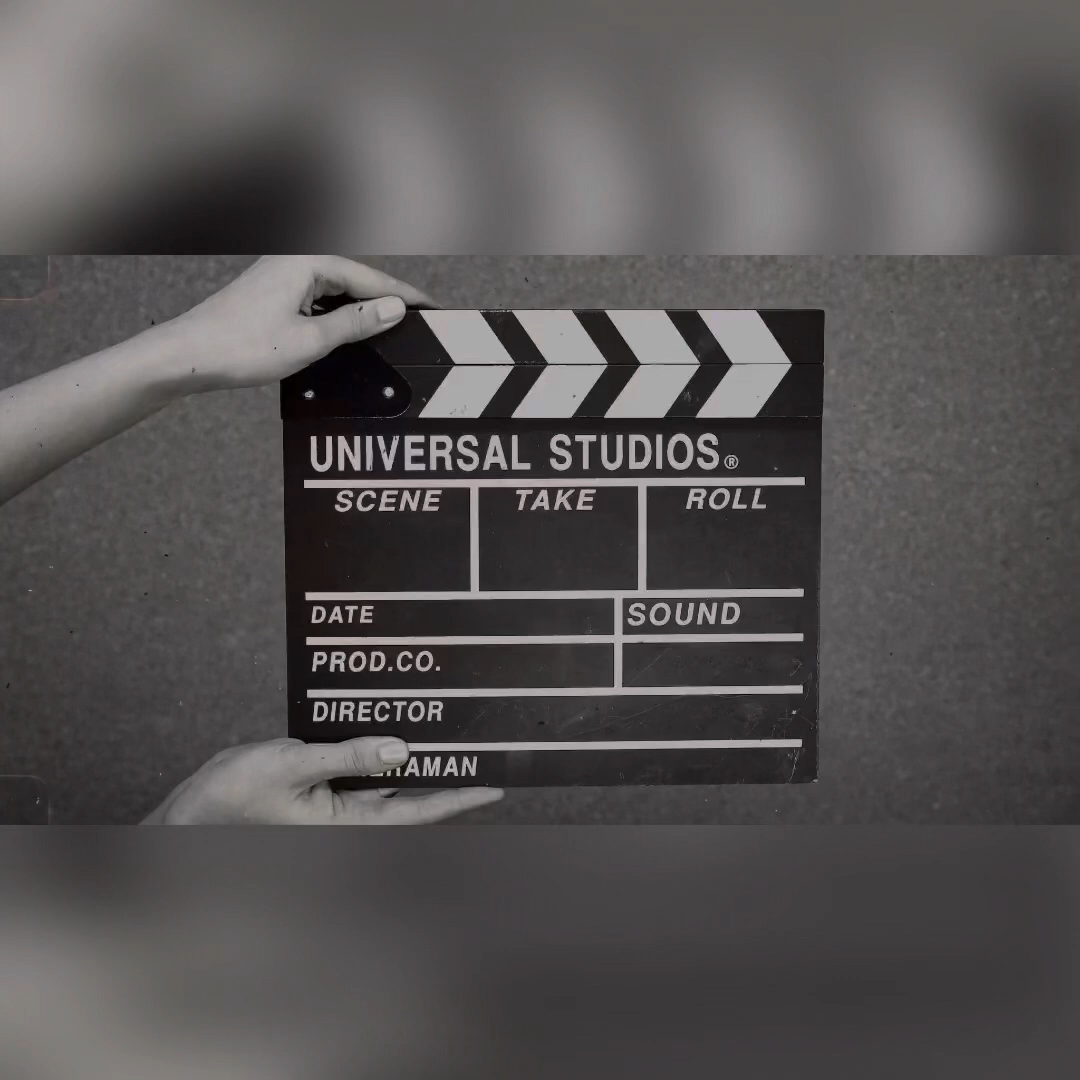 UNIVERSAL STUDIOS®
SCENE TAKE ROLL
DATE SOUND
PROD.CO.
DIRECTOR